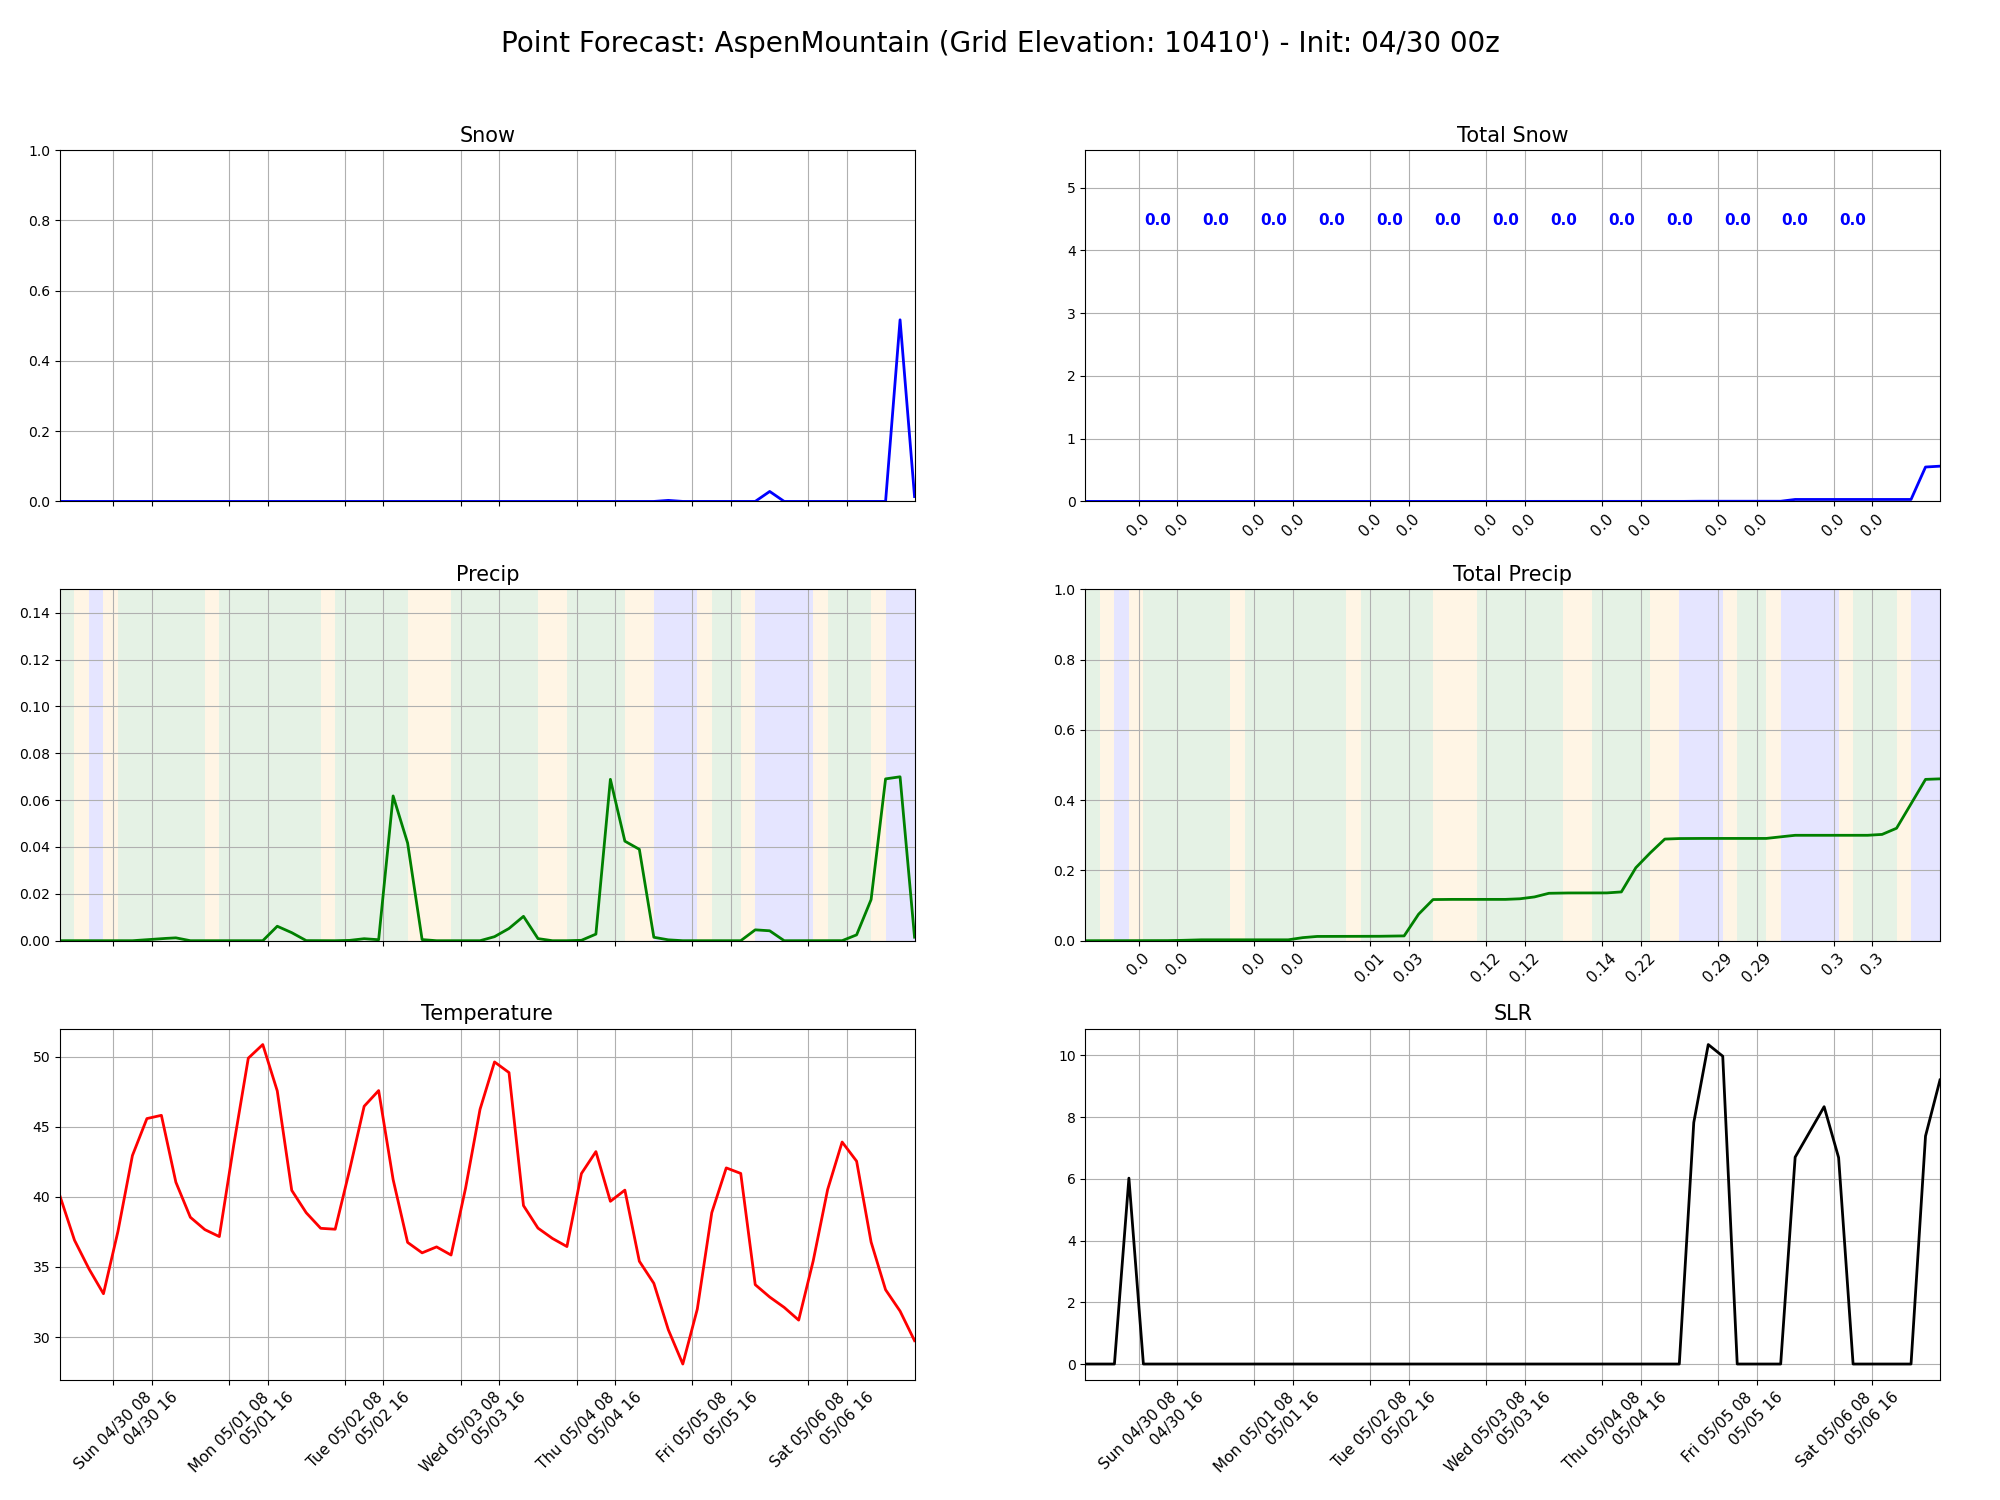 Point Forecast: AspenMountain (Grid Elevation: 10410') - Init: 04/30 00z
Snow
1.0
0.8
0.6
0.4
0.2
0.0
Total Snow
5
4
3
2
1
0
0.0 0.0 0.0 0.0 0.0 0.0 0.0 0.0 0.0 0.0 0.0 0.0 0.0
0.0 0.0 0.0 0.0 0.0 0.0 0.0 0.0 0.0 0.0 0.0 0.0 0.0 0.0
Precip
0.14
0.12
0.10
0.08
0.06
0.04
0.02
0.00
Total Precip
1.0
0.8
0.6
0.4
0.2
0.0
0.0 0.0 0.0 0.0 0.01 0.03 0.12 0.12 0.14 0.22 0.29 0.29 0.3 0.3
Temperature
50
45
40
35
30
Sun 04/30 08
04/30 16
Mon 05/01 08
05/01 16
Tue 05/02 08
05/02 16
Wed 05/03 08
05/03 16
Thu 05/04 08
05/04 16
Fri 05/05 08
05/05 16
Sat 05/06 08
05/06 16
SLR
10
8
6
4
2
0
Sun 04/30 08
04/30 16
Mon 05/01 08
05/01 16
Tue 05/02 08
05/02 16
Wed 05/03 08
05/03 16
Thu 05/04 08
05/04 16
Fri 05/05 08
05/05 16
Sat 05/06 08
05/06 16